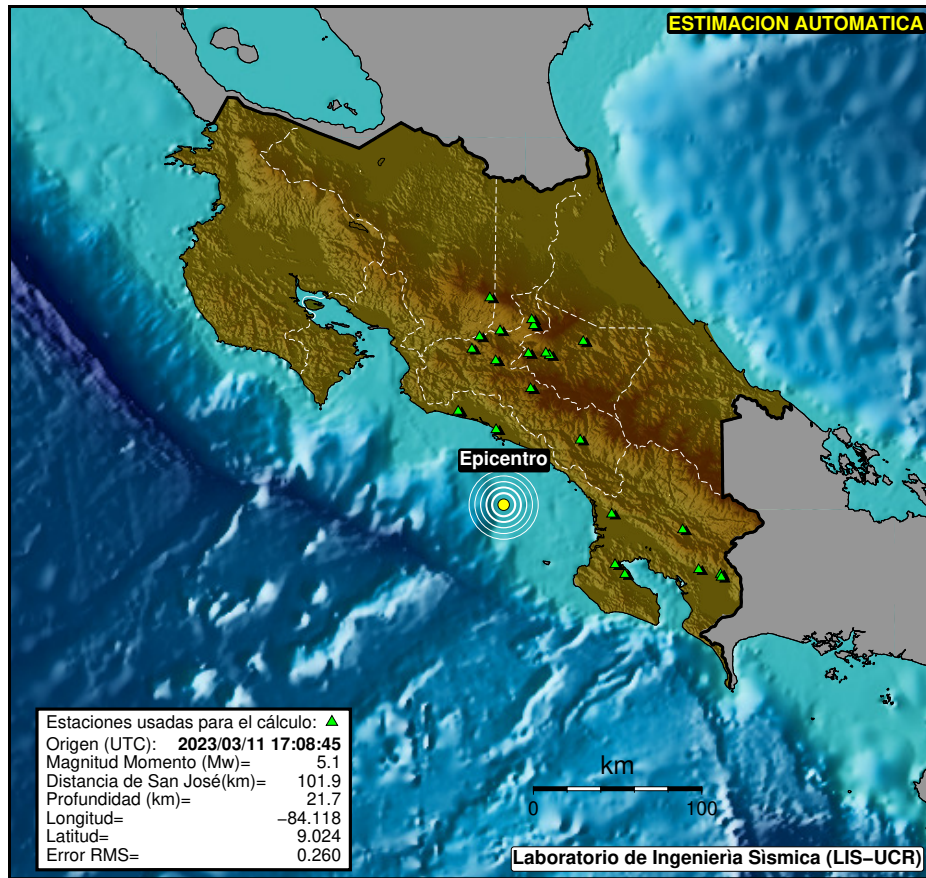 ESTIMACION AUTOMATICA
Epicentro
Estaciones usadas para el cálculo:
Origen (UTC): 2023/03/11 17:08:45
Magnitud Momento (Mw)= 5.1
Distancia de San José(km)= 101.9
Profundidad (km)= 21.7
Longitud= −84.118
Latitud= 9.024
Error RMS= 0.260
km
0 100
Laboratorio de Ingenierìa Sìsmica (LIS−UCR)